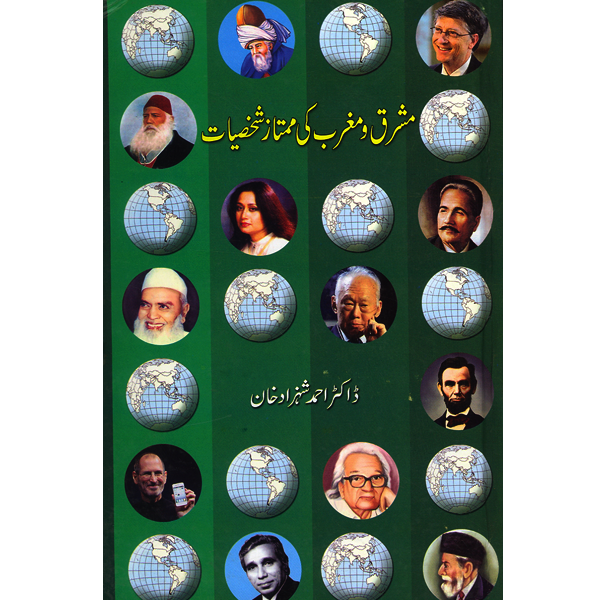 مشرق و مغرب کی ممتاز شخصیات
ڈاکٹر احمد شہزاد خان